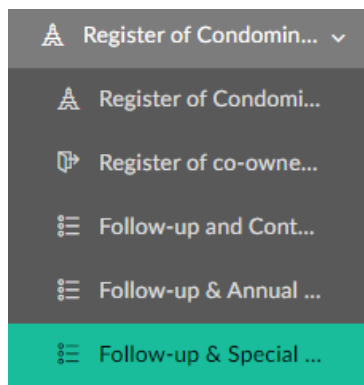 Register of Condomin...
Register of Condomi...
Register of co-owne...
Follow-up and Cont...
Follow-up & Annual ...
Follow-up & Special ...